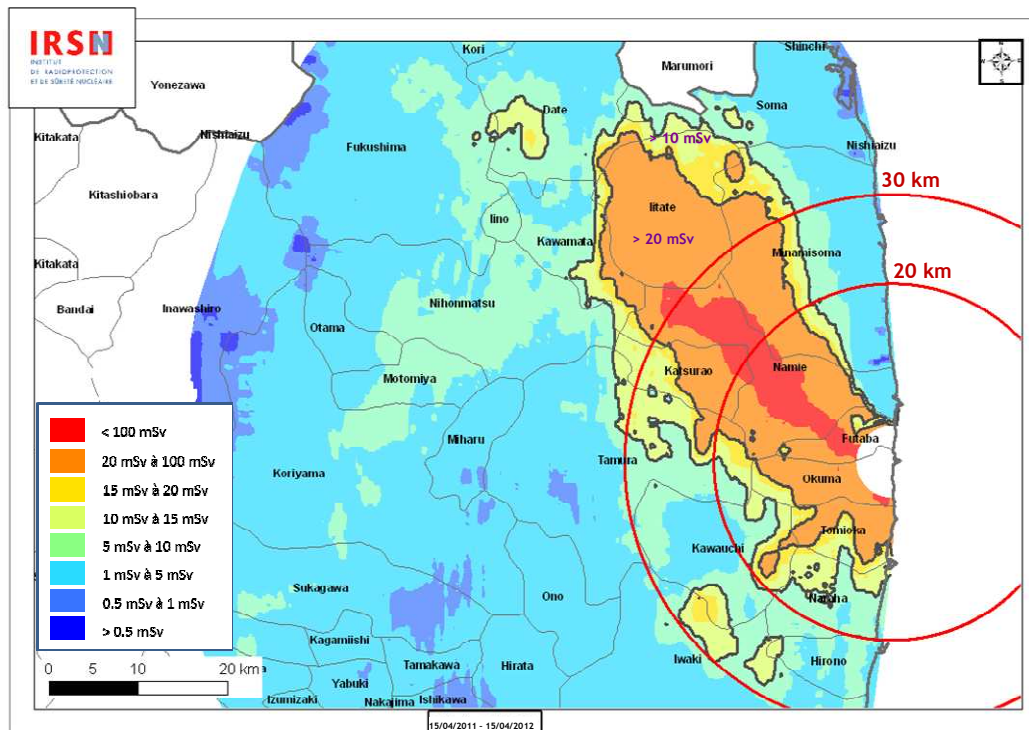 IRSN
INSTITUT
DE RADIOPROTECTION
ET DE SÛRETÉ NUCLÉAIRE
Kori
Shinchi
Marumori
Yonezawa
Date
Soma
Kitakata
Nishiaizu
> 10 mSv
Fukushima
Nishiaizu
Kitashiobara
30 km
Iitate
Iino
Kawamata
> 20 mSv
Minamisoma
Kitakata
20 km
Bandai
Inawashiro
Nihonmatsu
Otama
Katsurao
Namie
Motomiya
< 100 mSv
20 mSv à 100 mSv
15 mSv à 20 mSv
10 mSv à 15 mSv
5 mSv à 10 mSv
1 mSv à 5 mSv
0.5 mSv à 1 mSv
> 0.5 mSv
Miharu
Futaba
Tamura
Koriyama
Okuma
Tomioka
Kawauchi
Sukagawa
Ono
Naraha
Kagamiishi
Iwaki
Hirono
Tamakawa
Hirata
0 5 10 20 km
Yabuki
Izumizaki
Nakajima
Ishikawa
15/04/2011 - 15/04/2012